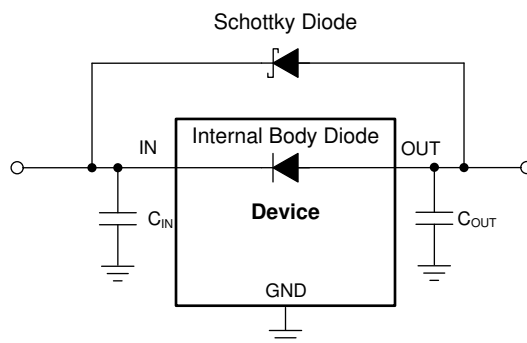 Schottky Diode
Internal Body Diode
IN
OUT
Device
C_IN
C_OUT
GND